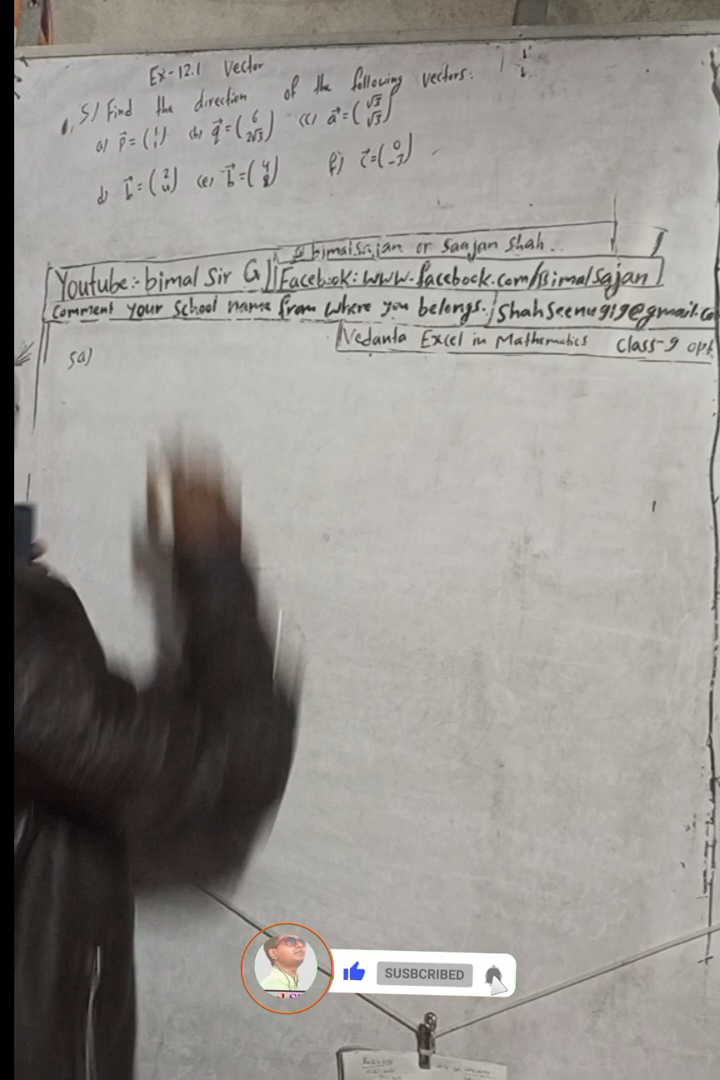 Ex-12.1 Vector
5/ Find the direction of the following vectors:
a) p⃗ = (1 1) (b) q⃗ = (6 2√3) (c) a⃗ = (√3 √3)
d) b⃗ = (2 4) (e) b⃗ = (4 8) f) c⃗ = (0 -7)
@ bimalsajan or Saajan Shah..
Youtube:- bimal Sir G Facebook: www.facebook.com/Bimalsajan
Comment your School name from where you belongs. Shahseenu919@gmail.co
Vedanta Excel in Mathematics Class-9 opt
5a)
SUSBCRIBED